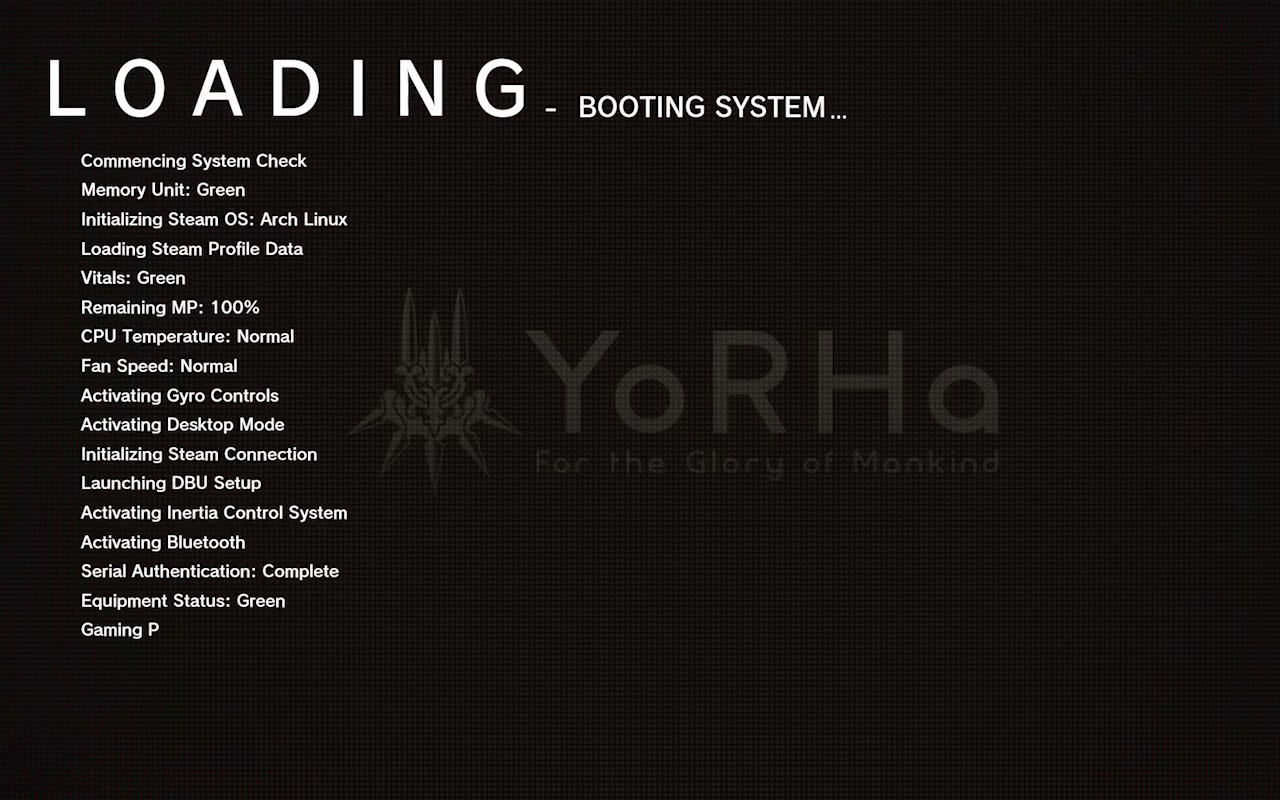 LOADING - BOOTING SYSTEM...
Commencing System Check
Memory Unit: Green
Initializing Steam OS: Arch Linux
Loading Steam Profile Data
Vitals: Green
Remaining MP: 100%
CPU Temperature: Normal
Fan Speed: Normal
Activating Gyro Controls
Activating Desktop Mode
Initializing Steam Connection
Launching DBU Setup
Activating Inertia Control System
Activating Bluetooth
Serial Authentication: Complete
Equipment Status: Green
Gaming P
YoRHa
For the Glory of Mankind